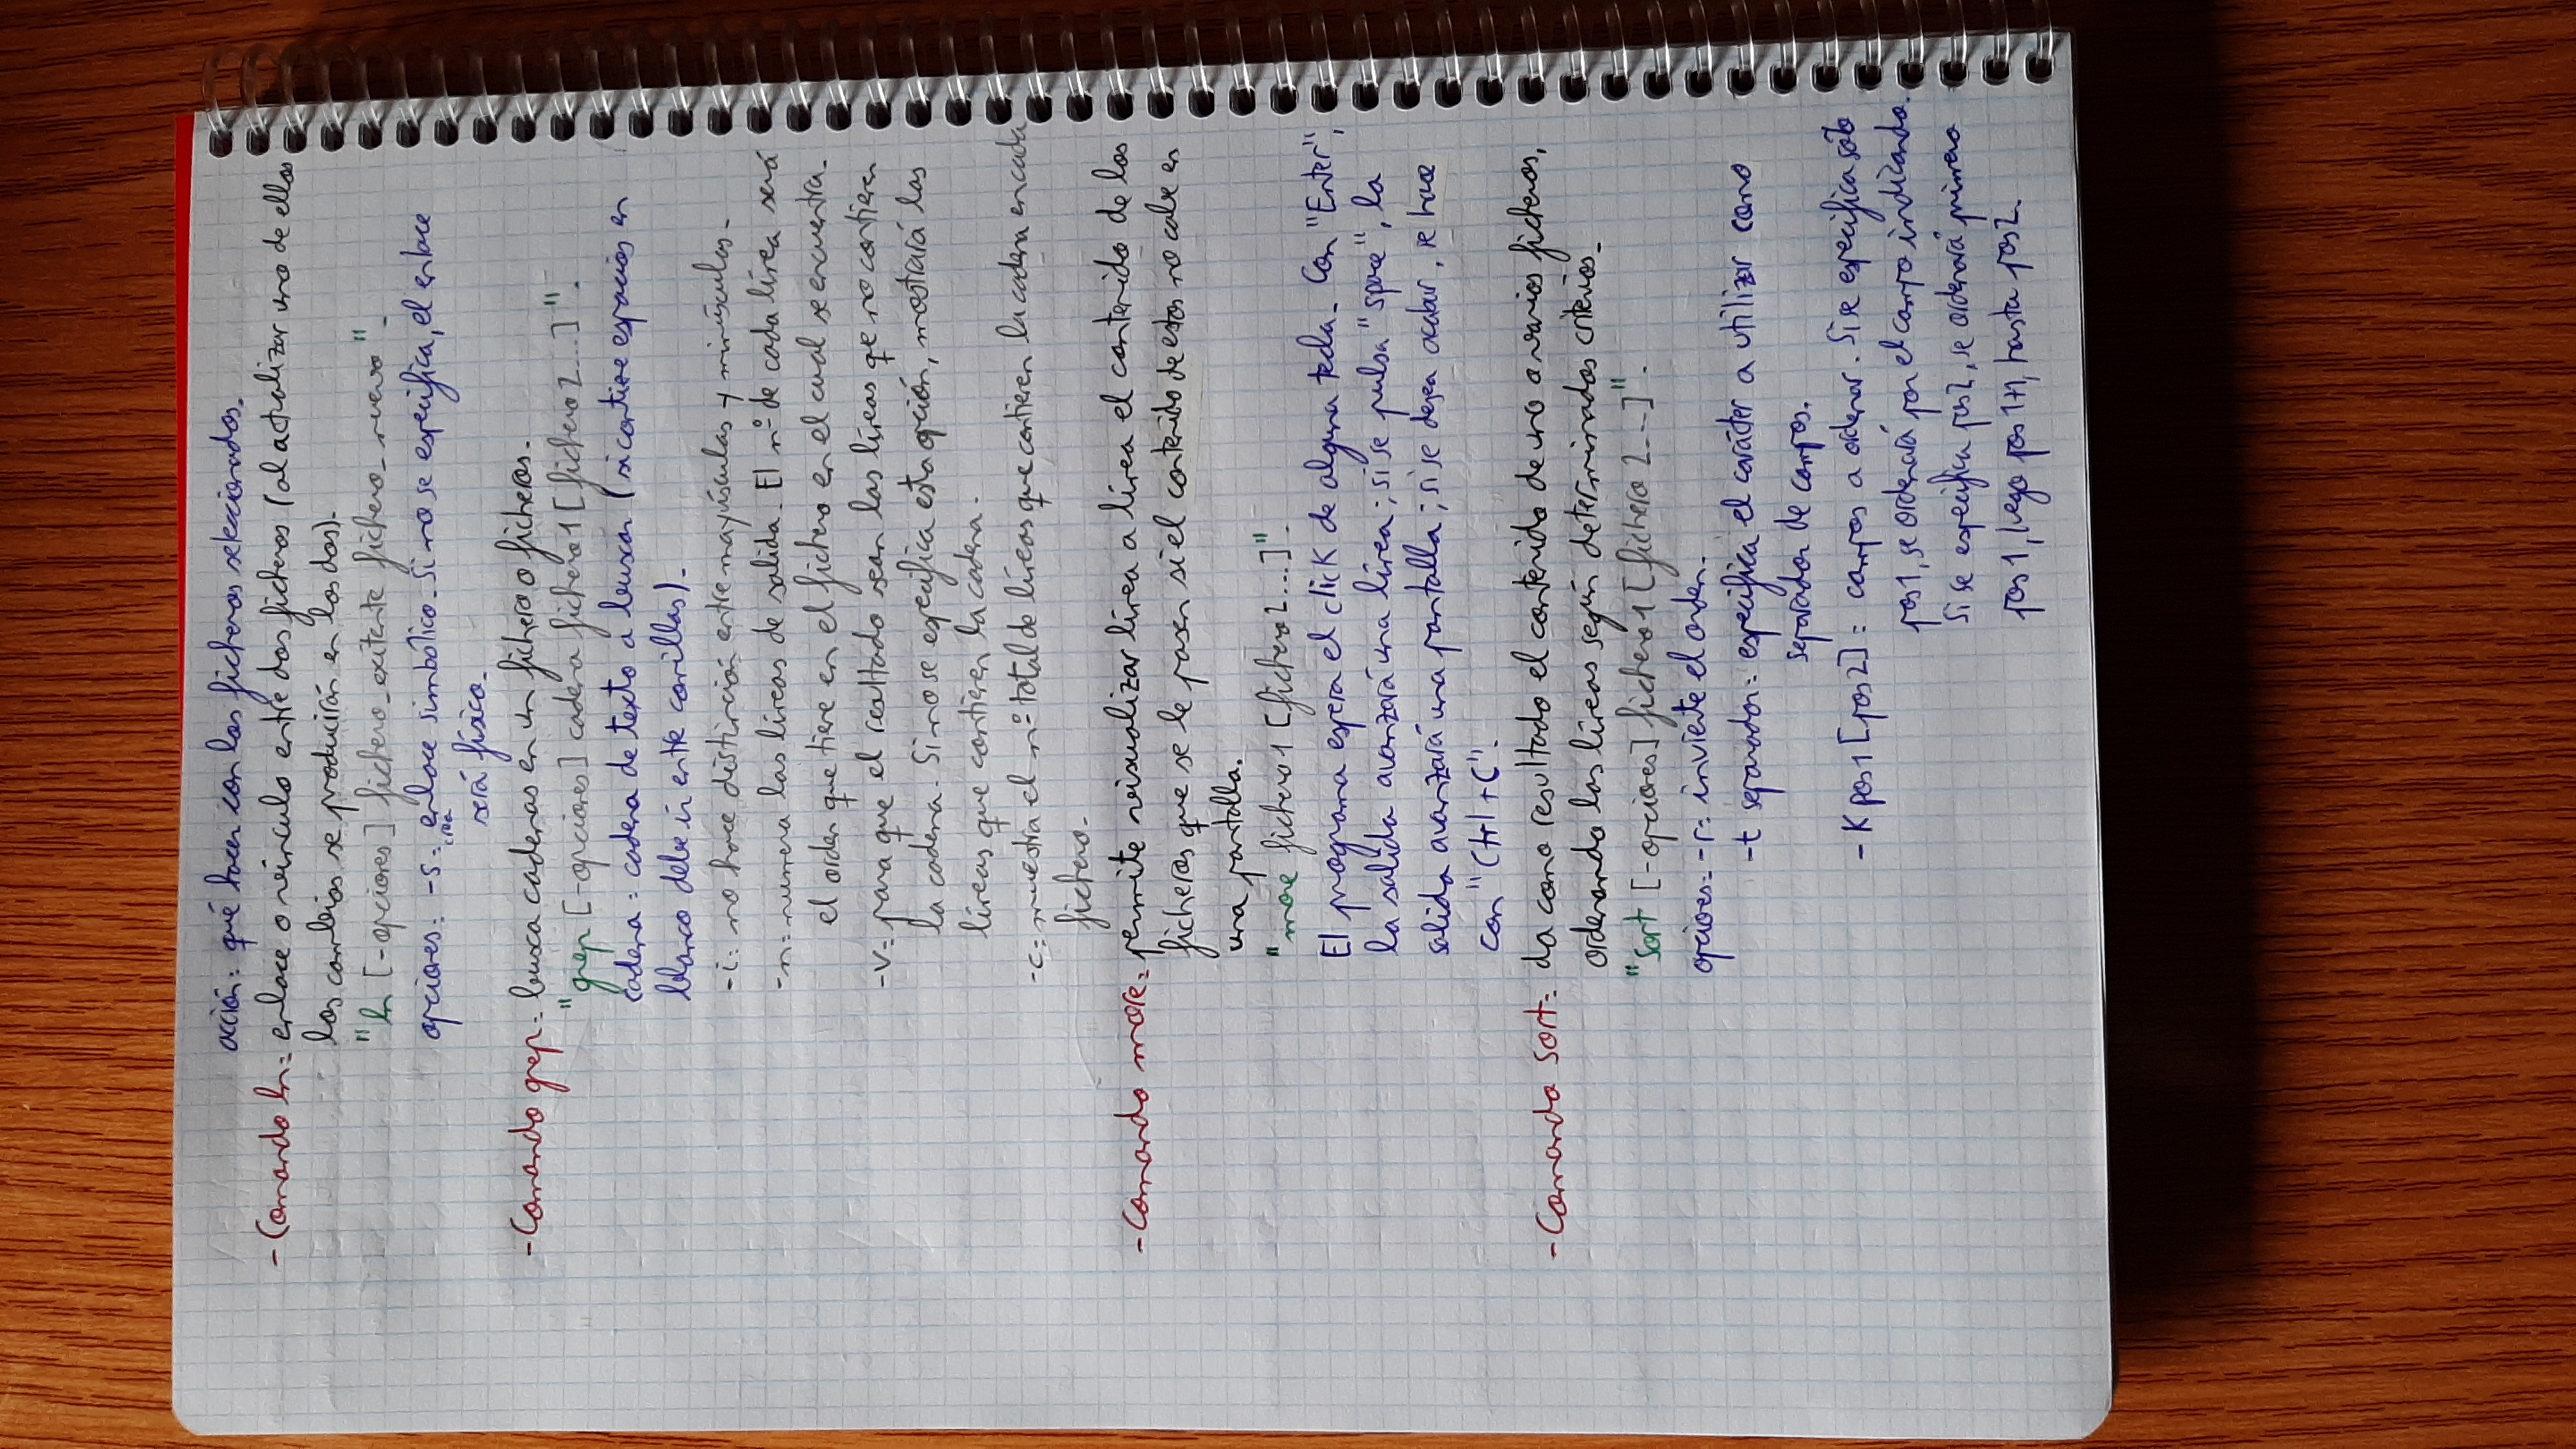 acción: qué hacer con los ficheros seleccionados.
- Comando ln: enlace o vínculo entre dos ficheros (al actualizar uno de ellos
los cambios se producirán en los dos).
"ln [-opciones] fichero_exitente fichero_nuevo".
opciones: -s: crea enlace simbólico. Si no se especifica, el enlace
será físico.
- Comando grep: busca cadenas en un fichero o ficheros.
"grep [-opciones] cadena fichero1 [fichero2...]".
cadena: cadena de texto a buscar (si contiene espacios en
blanco debe ir entre comillas).
-i: no hace distinción entre mayúsculas y minúsculas.
-n: numera las líneas de salida. El nº de cada línea será
el orden que tiene en el fichero en el cual se encuentra.
-v: para que el resultado sean las líneas qe no contienen
la cadena. Si no se especifica esta opción, mostrará las
líneas que contienen la cadena.
-c: muestra el nº total de líneas que contienen la cadena en cada
fichero.
- Comando more: permite visualizar línea a línea el contenido de los
ficheros que se le pasen si el contenido de estos no cabe en
una pantalla.
"more fichero1 [fichero2...]".
El programa espera el click de alguna tecla. Con "Enter",
la salida avanzará una línea; si se pulsa "space", la
salida avanzará una pantalla; si se desea acabar, se hace
con "Ctrl+C".
- Comando sort: da como resultado el contenido de uno o varios ficheros,
ordenando las líneas según determinados criterios.
"sort [-opciones] fichero1 [fichero2...]".
opciones: -r: invierte el orden.
-t separador: especifica el carácter a utilizar como
separador de campos.
-K pos1 [pos2]: campos a ordenar. Si se especifica sólo
pos1, se ordenará por el campo indicando.
Si se especifica pos2, se ordenará primero
pos1, luego pos1+1, hasta pos2.